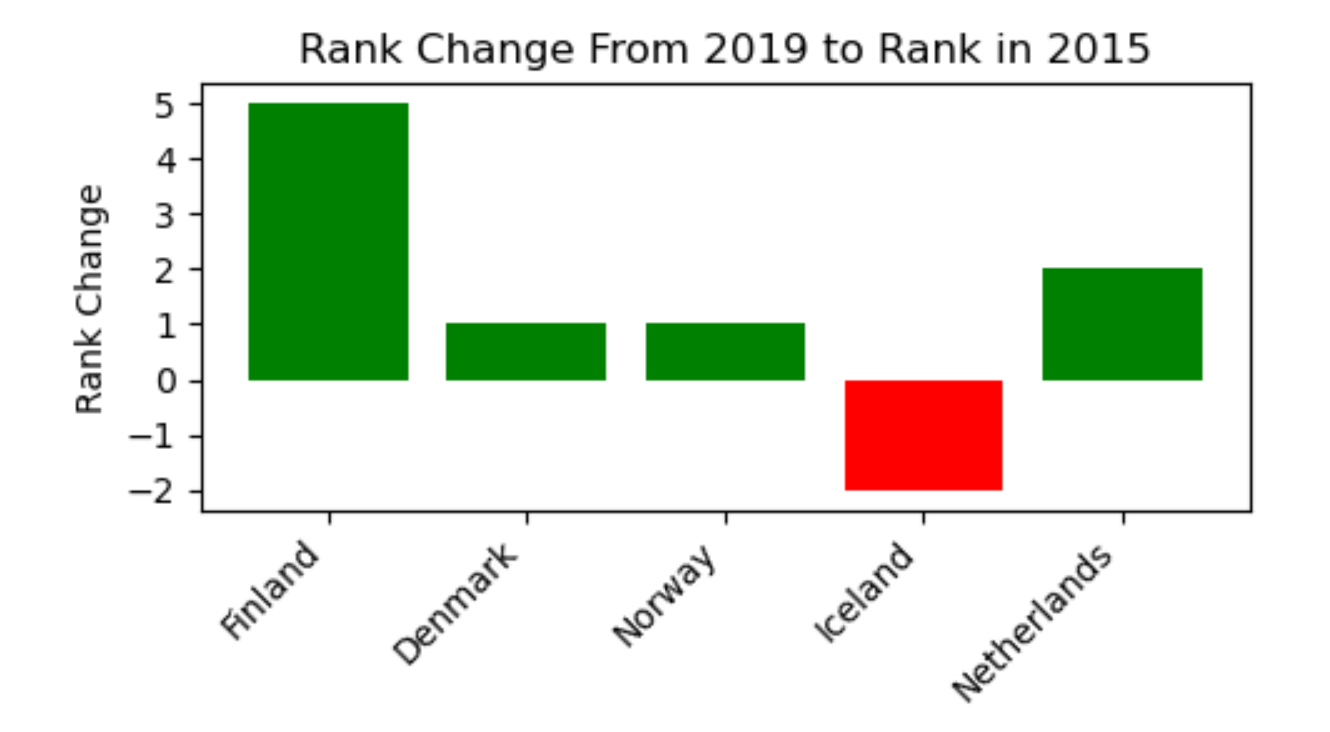 Rank Change From 2019 to Rank in 2015
Rank Change
5
4
3
2
1
0
−1
−2
Finland
Denmark
Norway
Iceland
Netherlands